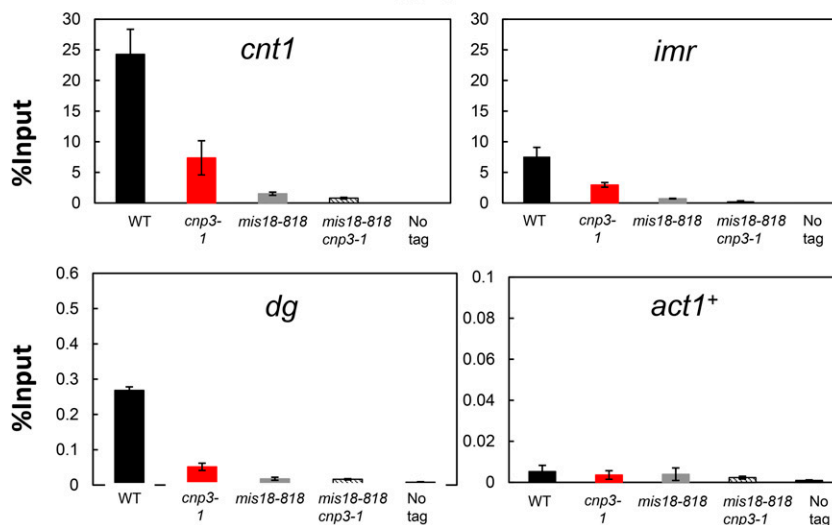 cnt1
%Input
30
25
20
15
10
5
0
WT
cnp3-
1
mis18-818
mis18-818
cnp3-1
No
tag
imr
30
25
20
15
10
5
0
WT
cnp3-
1
mis18-818
mis18-818
cnp3-1
No
tag
dg
%Input
0.6
0.5
0.4
0.3
0.2
0.1
0
WT
cnp3-
1
mis18-818
mis18-818
cnp3-1
No
tag
act1⁺
0.1
0.08
0.06
0.04
0.02
0
WT
cnp3-
1
mis18-818
mis18-818
cnp3-1
No
tag